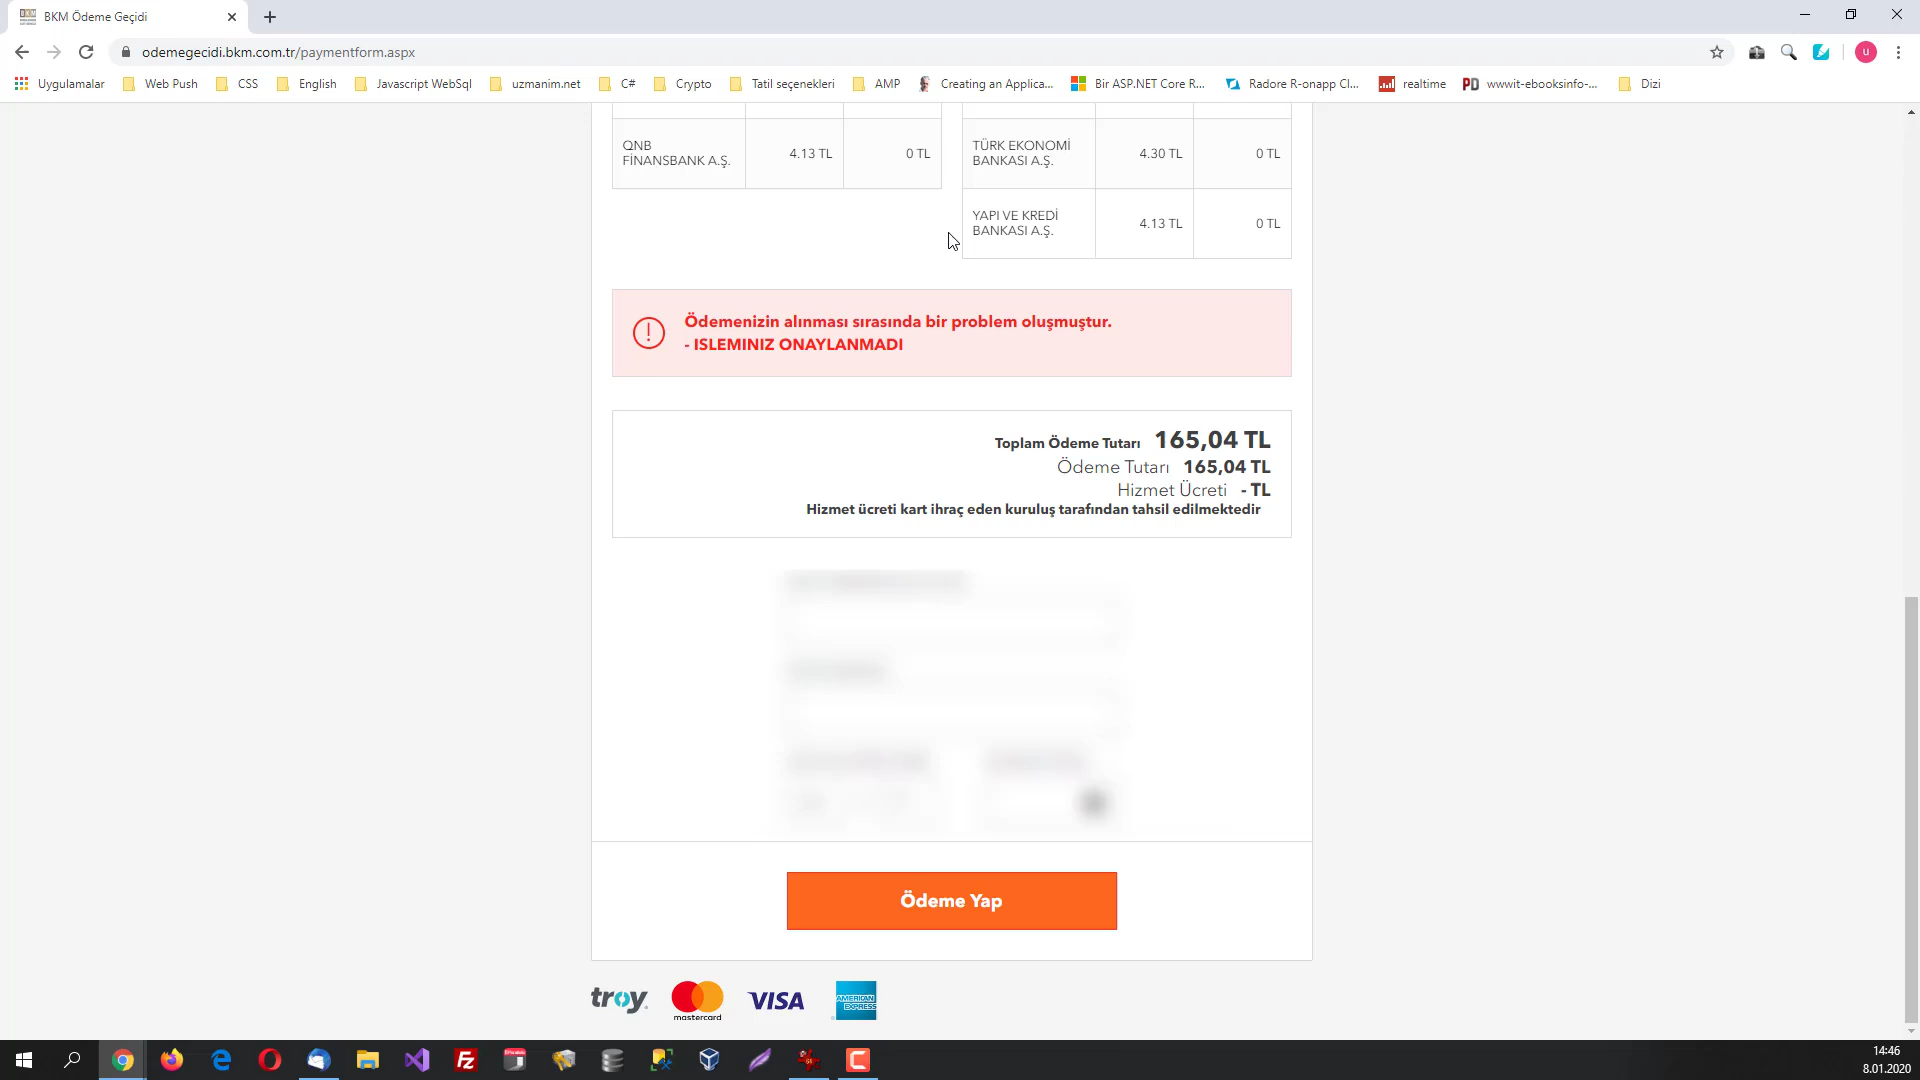 BKM Ödeme Geçidi
odemegecidi.bkm.com.tr/paymentform.aspx
u
Uygulamalar
Web Push
CSS
English
Javascript WebSql
uzmanim.net
C#
Crypto
Tatil seçenekleri
AMP
Creating an Applica...
Bir ASP.NET Core R...
Radore R-onapp Cl...
realtime
PD
wwwit-ebooksinfo-...
Dizi
QNB
FİNANSBANK A.Ş.
4.13 TL
0 TL
TÜRK EKONOMİ
BANKASI A.Ş.
4.30 TL
0 TL
YAPI VE KREDİ
BANKASI A.Ş.
4.13 TL
0 TL
Ödemenizin alınması sırasında bir problem oluşmuştur.
- ISLEMINIZ ONAYLANMADI
Toplam Ödeme Tutarı 165,04 TL
Ödeme Tutarı 165,04 TL
Hizmet Ücreti - TL
Hizmet ücreti kart ihraç eden kuruluş tarafından tahsil edilmektedir
Ödeme Yap
troy
mastercard
VISA
AMERICAN
EXPRESS
14:46
8.01.2020